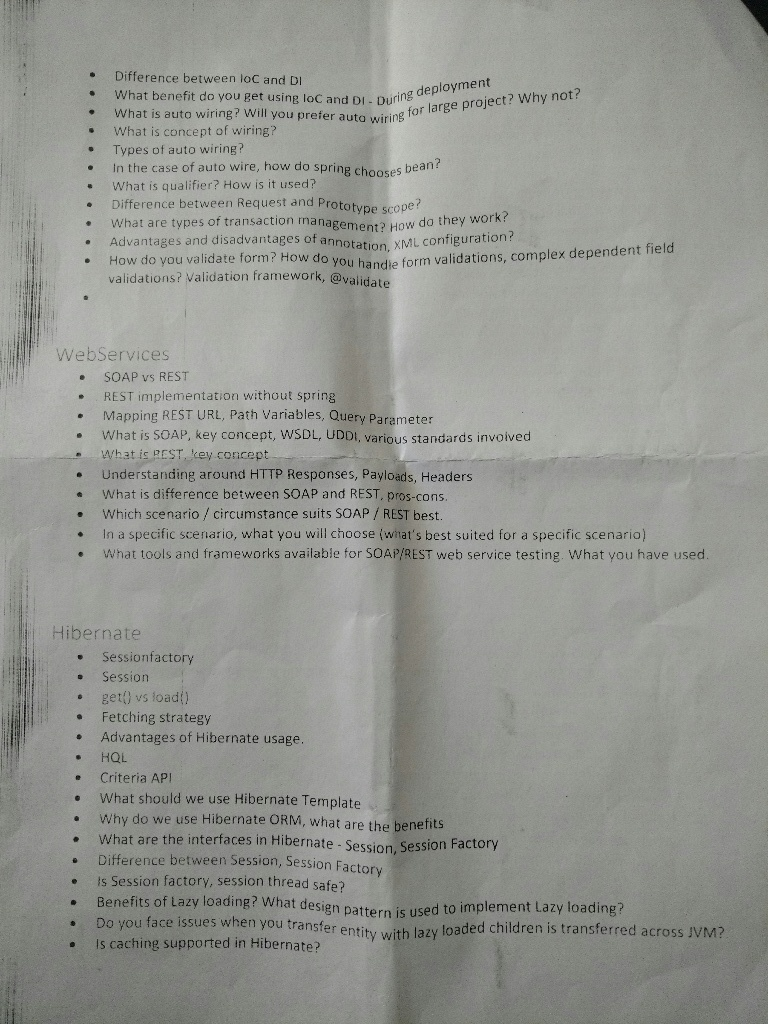 • Difference between IoC and DI
• What benefit do you get using IoC and DI - During deployment
• What is auto wiring? Will you prefer auto wiring for large project? Why not?
• What is concept of wiring?
• Types of auto wiring?
• In the case of auto wire, how do spring chooses bean?
• What is qualifier? How is it used?
• Difference between Request and Prototype scope?
• What are types of transaction management? How do they work?
• Advantages and disadvantages of annotation, XML configuration?
• How do you validate form? How do you handle form validations, complex dependent field
validations? Validation framework, @validate
•
WebServices
• SOAP vs REST
• REST implementation without spring
• Mapping REST URL, Path Variables, Query Parameter
• What is SOAP, key concept, WSDL, UDDI, various standards involved
• What is REST, key concept
• Understanding around HTTP Responses, Payloads, Headers
• What is difference between SOAP and REST, pros-cons.
• Which scenario / circumstance suits SOAP / REST best.
• In a specific scenario, what you will choose (what's best suited for a specific scenario)
• What tools and frameworks available for SOAP/REST web service testing. What you have used.
Hibernate
• Sessionfactory
• Session
• get() vs load()
• Fetching strategy
• Advantages of Hibernate usage.
• HQL
• Criteria API
• What should we use Hibernate Template
• Why do we use Hibernate ORM, what are the benefits
• What are the interfaces in Hibernate - Session, Session Factory
• Difference between Session, Session Factory
• Is Session factory, session thread safe?
• Benefits of Lazy loading? What design pattern is used to implement Lazy loading?
• Do you face issues when you transfer entity with lazy loaded children is transferred across JVM?
• Is caching supported in Hibernate?